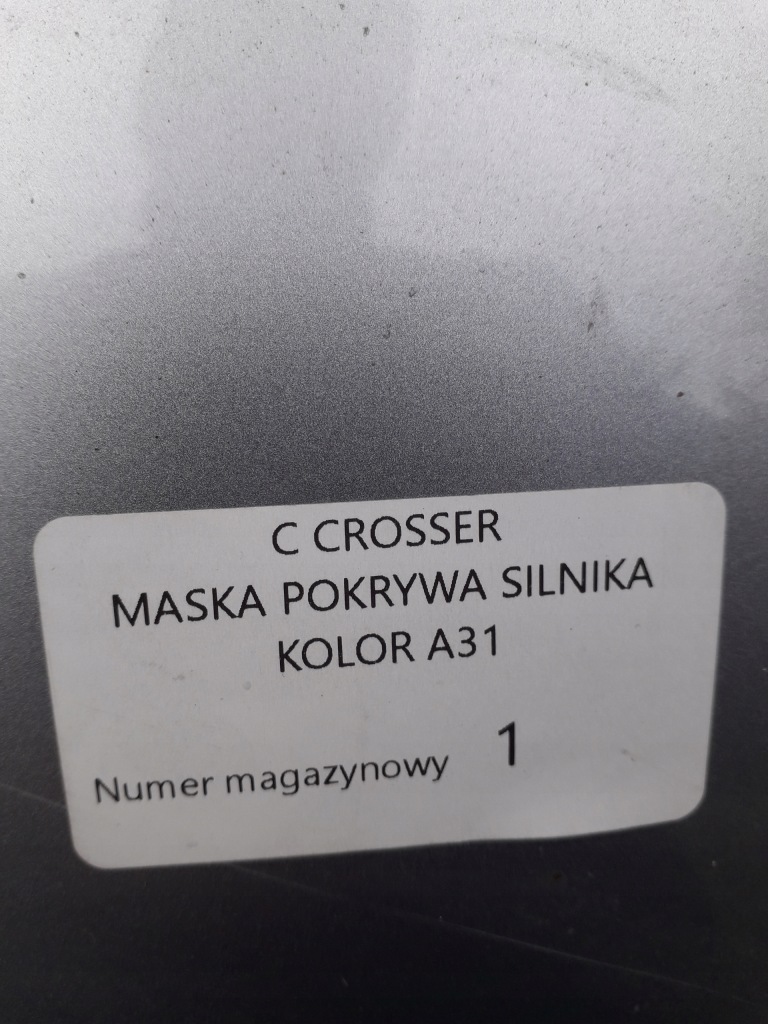 C CROSSER
MASKA POKRYWA SILNIKA
KOLOR A31
Numer magazynowy 1